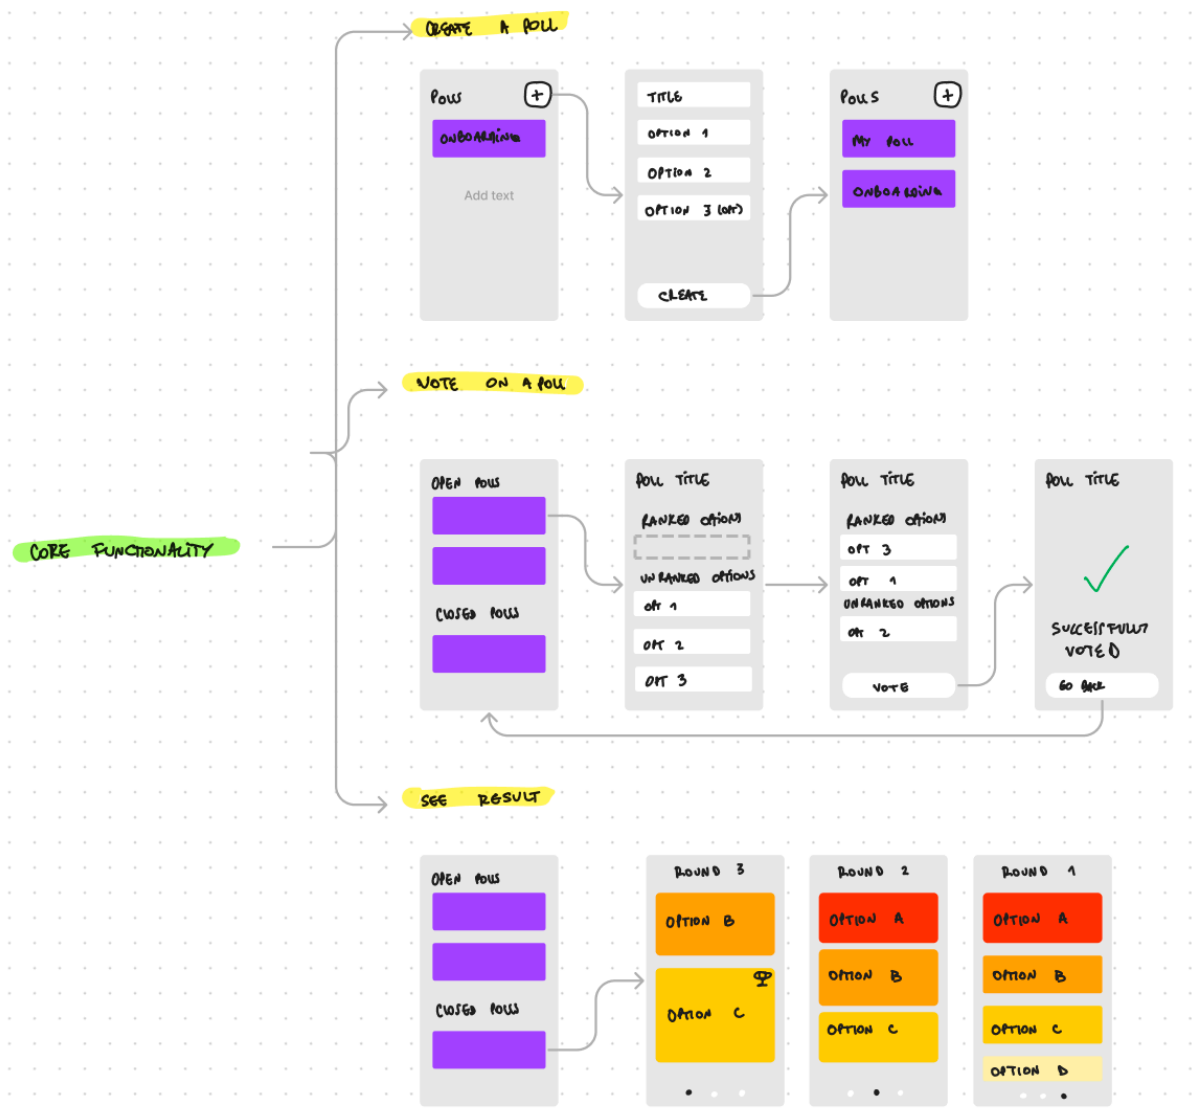 CREATE A POLL
POLLS +
ONBOARDING
Add text
TITLE
OPTION 1
OPTION 2
OPTION 3 (OPT)
CREATE
POLLS +
MY POLL
ONBOARDING
VOTE ON A POLL
CORE FUNCTIONALITY
OPEN POLLS
CLOSED POLLS
POLL TITLE
RANKED OPTIONS
UNRANKED OPTIONS
OPT 1
OPT 2
OPT 3
POLL TITLE
RANKED OPTIONS
OPT 3
OPT 1
UNRANKED OPTIONS
OPT 2
VOTE
POLL TITLE
SUCCESSFULLY
VOTED
GO BACK
SEE RESULT
OPEN POLLS
CLOSED POLLS
ROUND 3
OPTION B
OPTION C
ROUND 2
OPTION A
OPTION B
OPTION C
ROUND 1
OPTION A
OPTION B
OPTION C
OPTION D